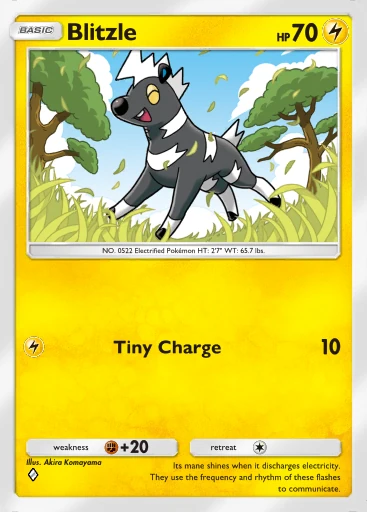 BASIC Blitzle HP 70
NO. 0522 Electrified Pokémon HT: 2'7" WT: 65.7 lbs.
Tiny Charge 10
weakness +20 retreat
Illus. Akira Komayama
Its mane shines when it discharges electricity.
They use the frequency and rhythm of these flashes
to communicate.